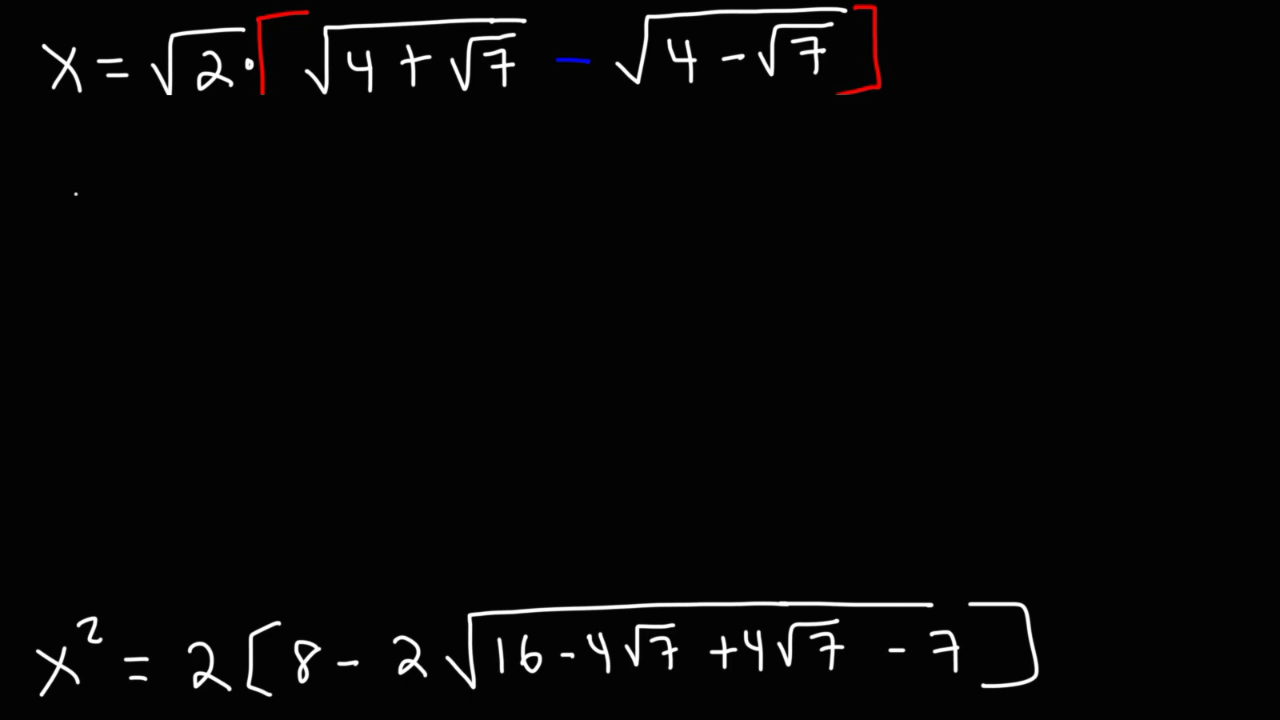 x = √2 · [ √(4 + √7) - √(4 - √7) ]
x² = 2 [ 8 - 2 √(16 - 4√7 + 4√7 - 7) ]